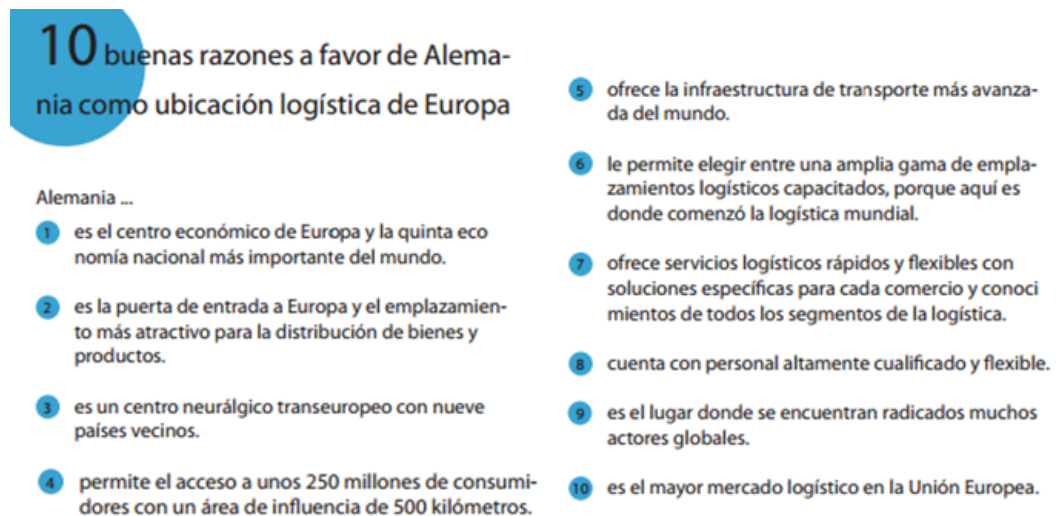 10 buenas razones a favor de Alema-
nia como ubicación logística de Europa
Alemania ...
1 es el centro económico de Europa y la quinta eco
nomía nacional más importante del mundo.
2 es la puerta de entrada a Europa y el emplazamien-
to más atractivo para la distribución de bienes y
productos.
3 es un centro neurálgico transeuropeo con nueve
países vecinos.
4 permite el acceso a unos 250 millones de consumi-
dores con un área de influencia de 500 kilómetros.
5 ofrece la infraestructura de transporte más avanza-
da del mundo.
6 le permite elegir entre una amplia gama de empla-
zamientos logísticos capacitados, porque aquí es
donde comenzó la logística mundial.
7 ofrece servicios logísticos rápidos y flexibles con
soluciones específicas para cada comercio y conoci
mientos de todos los segmentos de la logística.
8 cuenta con personal altamente cualificado y flexible.
9 es el lugar donde se encuentran radicados muchos
actores globales.
10 es el mayor mercado logístico en la Unión Europea.